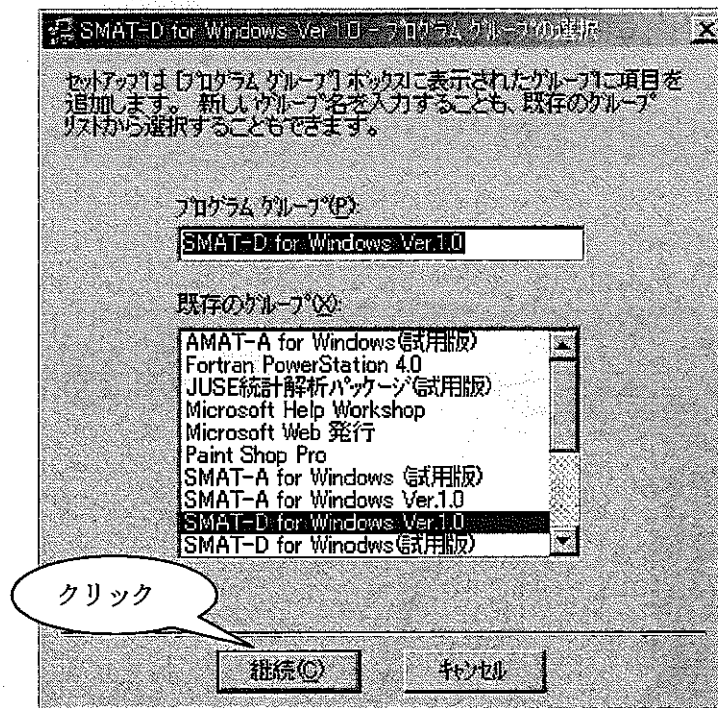 SMAT-D for Windows Ver1.0 - ﾌﾟﾛｸﾞﾗﾑ ｸﾞﾙｰﾌﾟの選択
ｾｯﾄｱｯﾌﾟは [ﾌﾟﾛｸﾞﾗﾑ ｸﾞﾙｰﾌﾟ] ﾎﾞｯｸｽに表示されたｸﾞﾙｰﾌﾟに項目を
追加します。 新しいｸﾞﾙｰﾌﾟ名を入力することも、既存のｸﾞﾙｰﾌﾟ
ﾘｽﾄから選択することもできます。
ﾌﾟﾛｸﾞﾗﾑ ｸﾞﾙｰﾌﾟ(P):
SMAT-D for Windows Ver.1.0
既存のｸﾞﾙｰﾌﾟ(X):
AMAT-A for Windows(試用版)
Fortran PowerStation 4.0
JUSE統計解析ﾊﾟｯｹｰｼﾞ(試用版)
Microsoft Help Workshop
Microsoft Web 発行
Paint Shop Pro
SMAT-A for Windows (試用版)
SMAT-A for Windows Ver.1.0
SMAT-D for Windows Ver.1.0
SMAT-D for Winodws(試用版)
クリック
継続(C)
ｷｬﾝｾﾙ